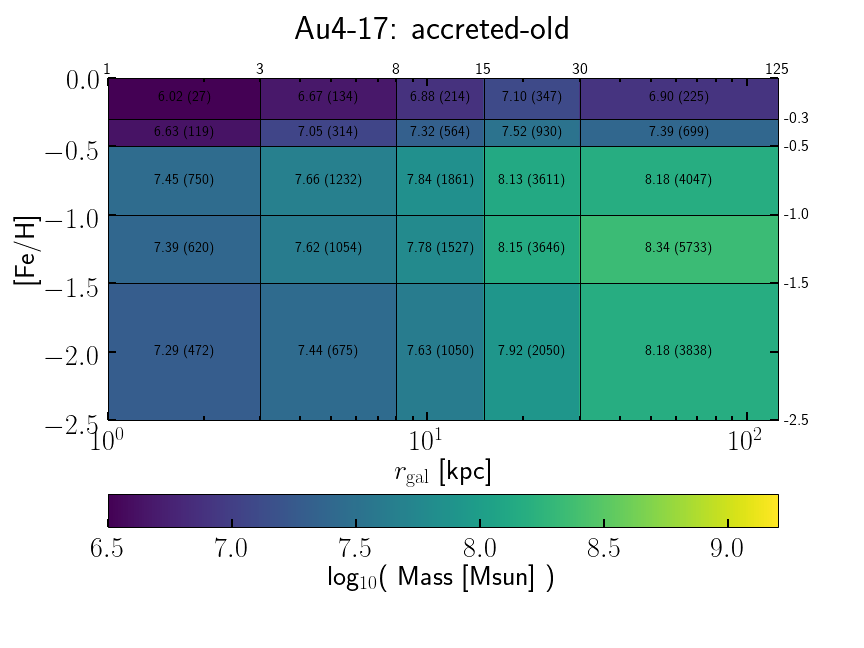 Au4-17: accreted-old
1 3 8 15 30 125
0.0 6.02 (27) 6.67 (134) 6.88 (214) 7.10 (347) 6.90 (225)
-0.3
6.63 (119) 7.05 (314) 7.32 (564) 7.52 (930) 7.39 (699)
−0.5 -0.5
7.45 (750) 7.66 (1232) 7.84 (1861) 8.13 (3611) 8.18 (4047)
−1.0 -1.0
[Fe/H]
7.39 (620) 7.62 (1054) 7.78 (1527) 8.15 (3646) 8.34 (5733)
−1.5 -1.5
−2.0 7.29 (472) 7.44 (675) 7.63 (1050) 7.92 (2050) 8.18 (3838)
−2.5 -2.5
10⁰ 10¹ 10²
r_gal [kpc]
6.5 7.0 7.5 8.0 8.5 9.0
log₁₀( Mass [Msun] )